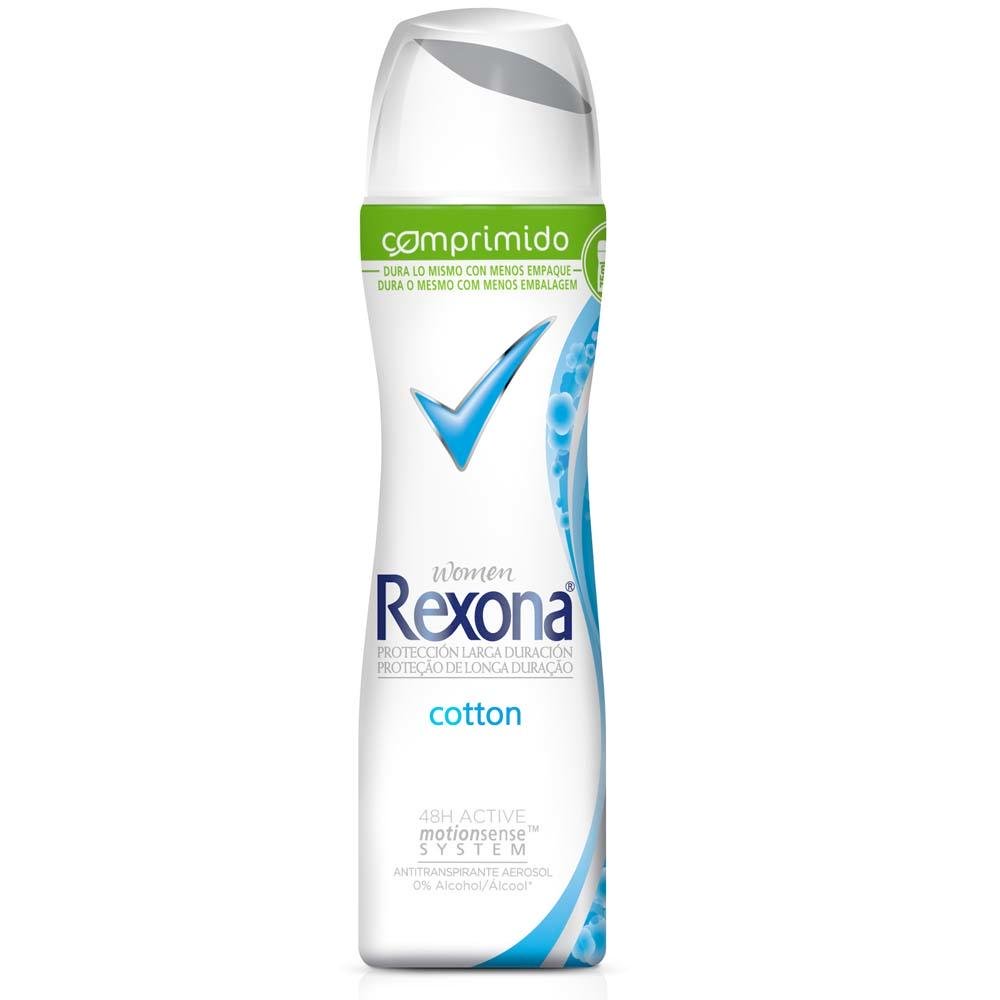 comprimido
DURA LO MISMO CON MENOS EMPAQUE
DURA O MESMO COM MENOS EMBALAGEM
women
Rexona®
PROTECCIÓN LARGA DURACIÓN
PROTEÇÃO DE LONGA DURAÇÃO
cotton
48H ACTIVE
motionsense™
SYSTEM
ANTITRANSPIRANTE AEROSOL
0% Alcohol/Álcool*